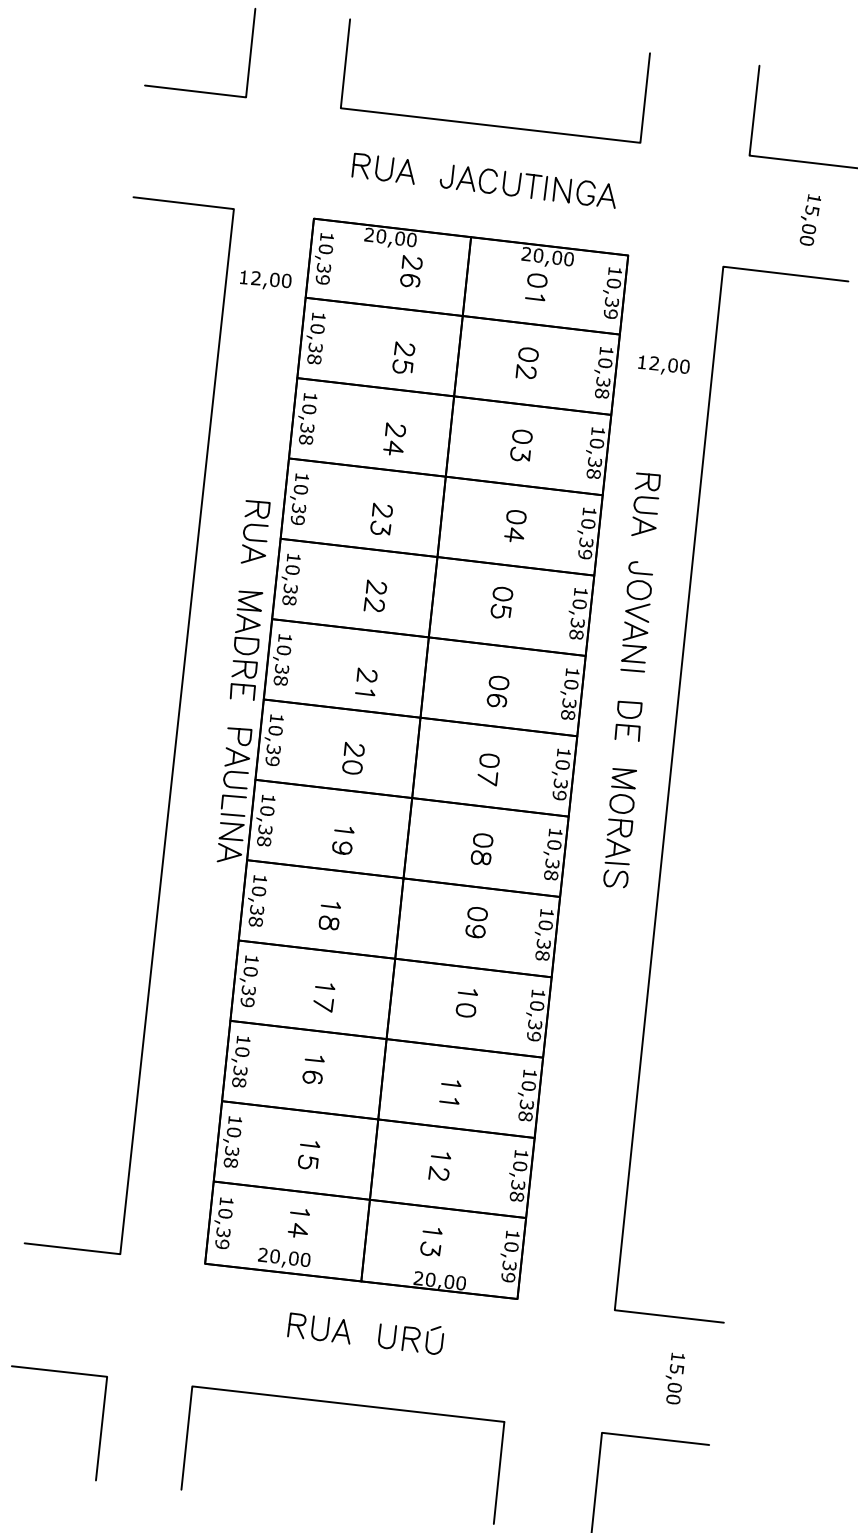 RUA JACUTINGA
15,00
20,00
20,00
12,00
12,00
10,39 26 01 10,39
10,38 25 02 10,38
10,38 24 03 10,38
10,39 23 04 10,39
10,38 22 05 10,38
10,38 21 06 10,38
10,39 20 07 10,39
10,38 19 08 10,38
10,38 18 09 10,38
10,39 17 10 10,39
10,38 16 11 10,38
10,38 15 12 10,38
10,39 14 13 10,39
20,00
20,00
RUA MADRE PAULINA
RUA JOVANI DE MORAIS
RUA URÚ
15,00